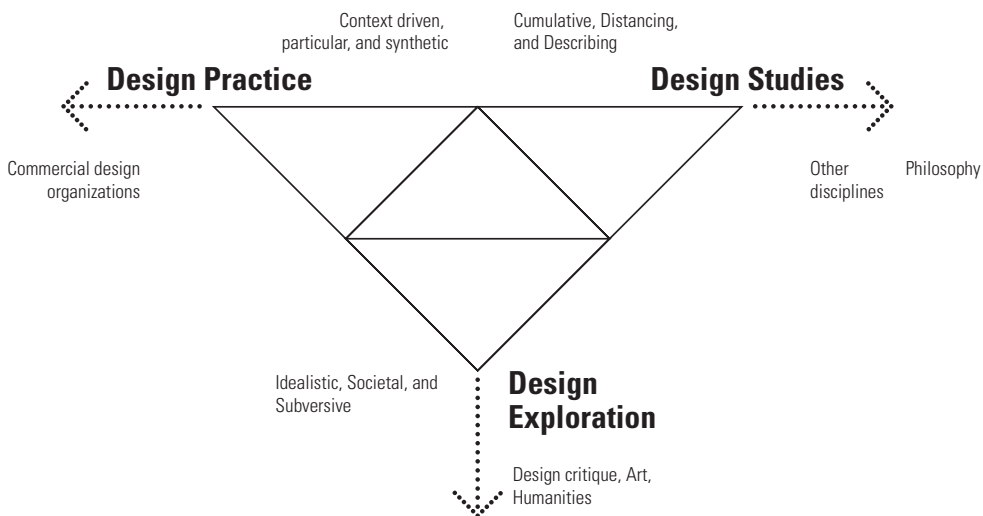 Context driven,
particular, and synthetic
Cumulative, Distancing,
and Describing
Design Practice
Design Studies
Commercial design
organizations
Other
disciplines
Philosophy
Idealistic, Societal, and
Subversive
Design
Exploration
Design critique, Art,
Humanities